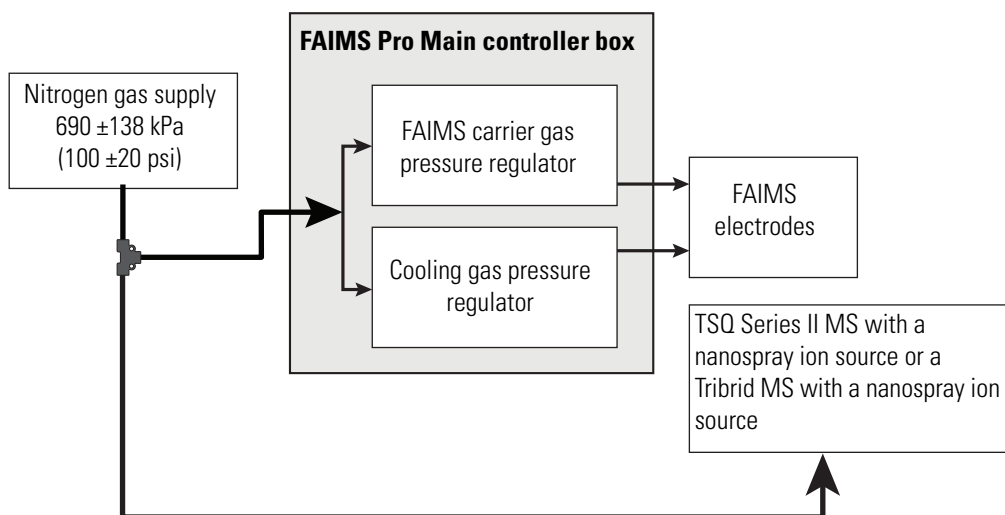 FAIMS Pro Main controller box
Nitrogen gas supply
690 ±138 kPa
(100 ±20 psi)
FAIMS carrier gas
pressure regulator
FAIMS
electrodes
Cooling gas pressure
regulator
TSQ Series II MS with a
nanospray ion source or a
Tribrid MS with a nanospray ion
source